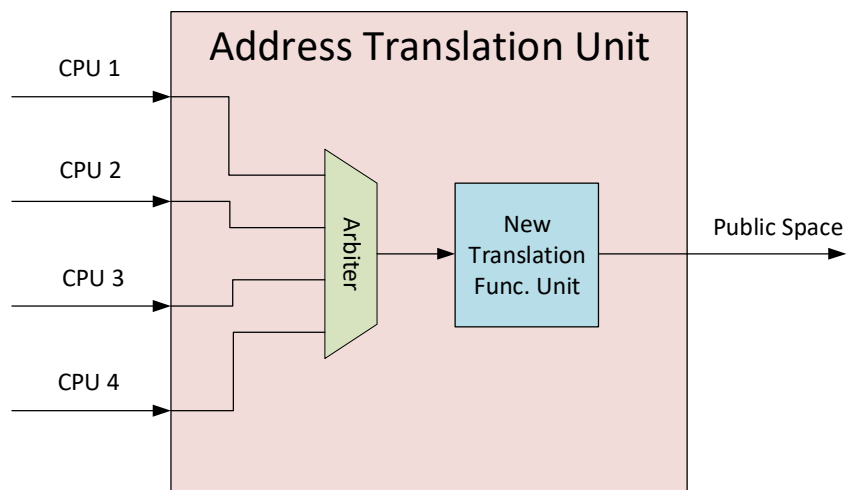 Address Translation Unit
CPU 1
CPU 2
CPU 3
CPU 4
Arbiter
New
Translation
Func. Unit
Public Space